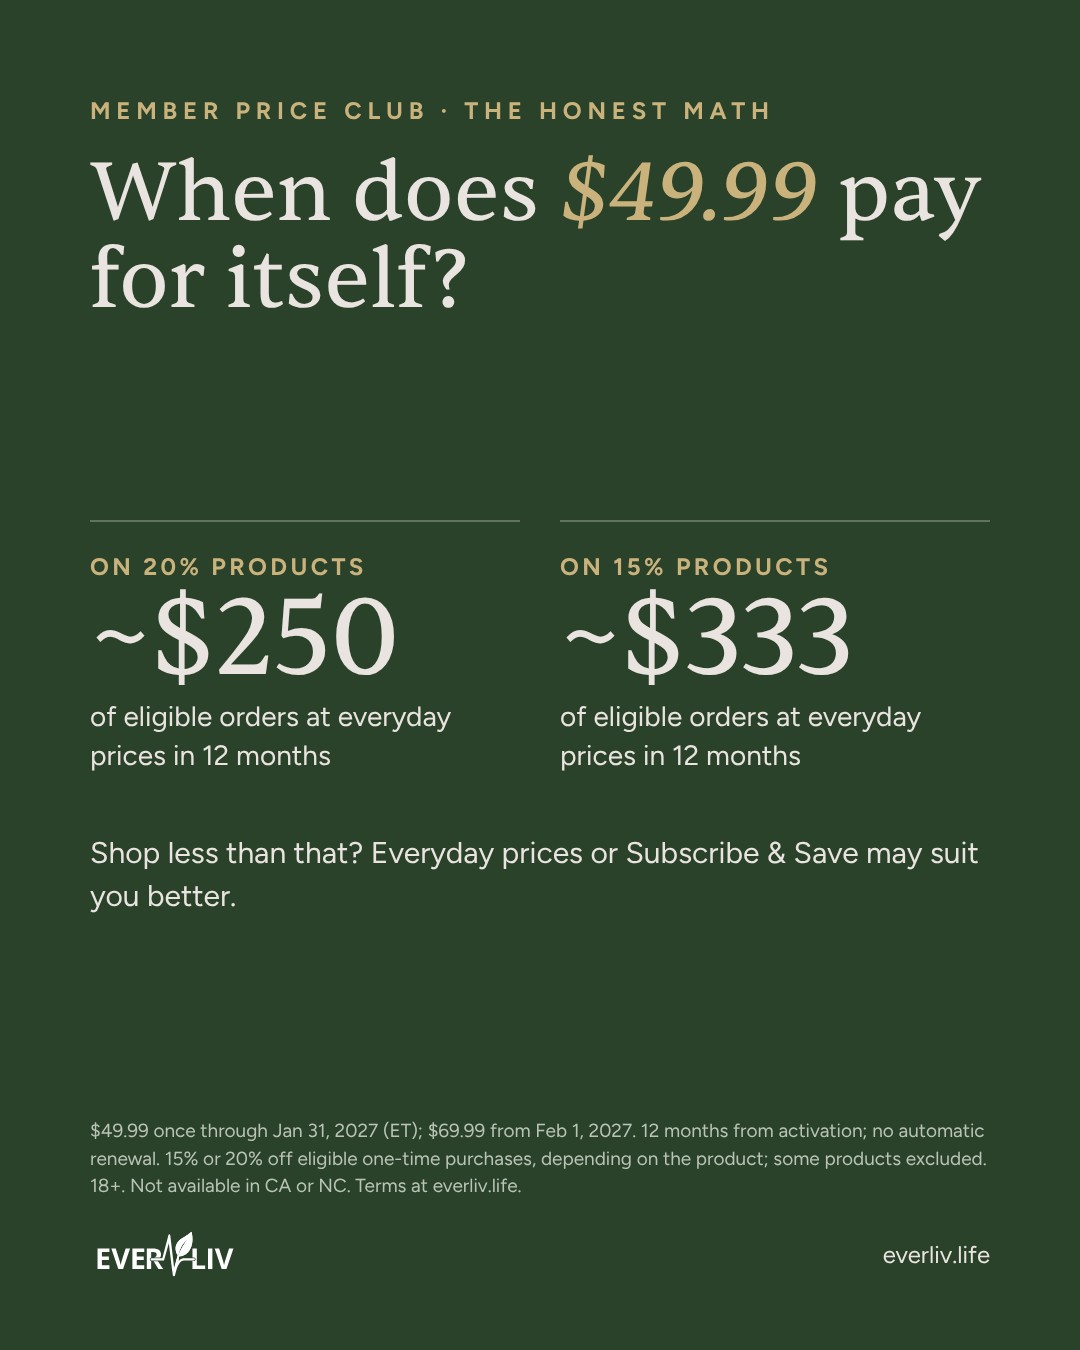 MEMBER PRICE CLUB · THE HONEST MATH
When does $49.99 pay
for itself?
ON 20% PRODUCTS
~$250
of eligible orders at everyday
prices in 12 months
ON 15% PRODUCTS
~$333
of eligible orders at everyday
prices in 12 months
Shop less than that? Everyday prices or Subscribe & Save may suit
you better.
$49.99 once through Jan 31, 2027 (ET); $69.99 from Feb 1, 2027. 12 months from activation; no automatic
renewal. 15% or 20% off eligible one-time purchases, depending on the product; some products excluded.
18+. Not available in CA or NC. Terms at everliv.life.
EVERLIV
everliv.life